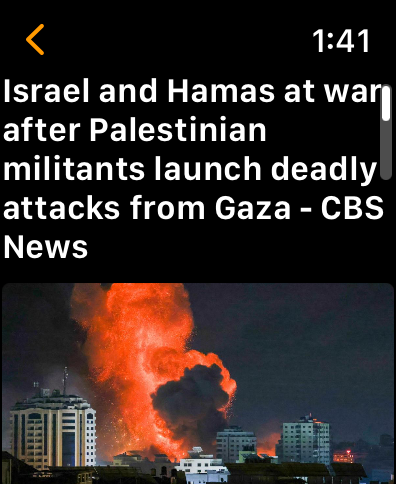 1:41
Israel and Hamas at war
after Palestinian
militants launch deadly
attacks from Gaza - CBS
News